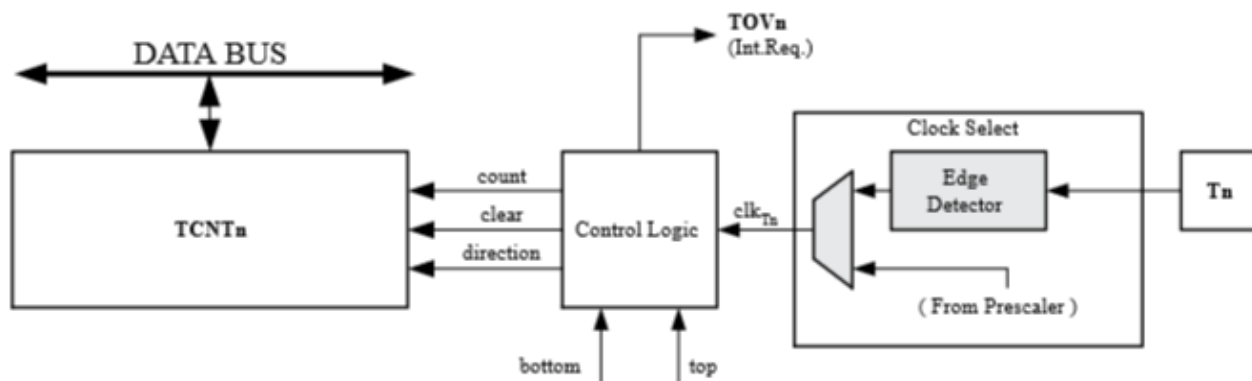 TOVn
(Int.Req.)
DATA BUS
Clock Select
count
clear
direction
TCNTn
Control Logic
clkTn
Edge
Detector
Tn
( From Prescaler )
bottom
top